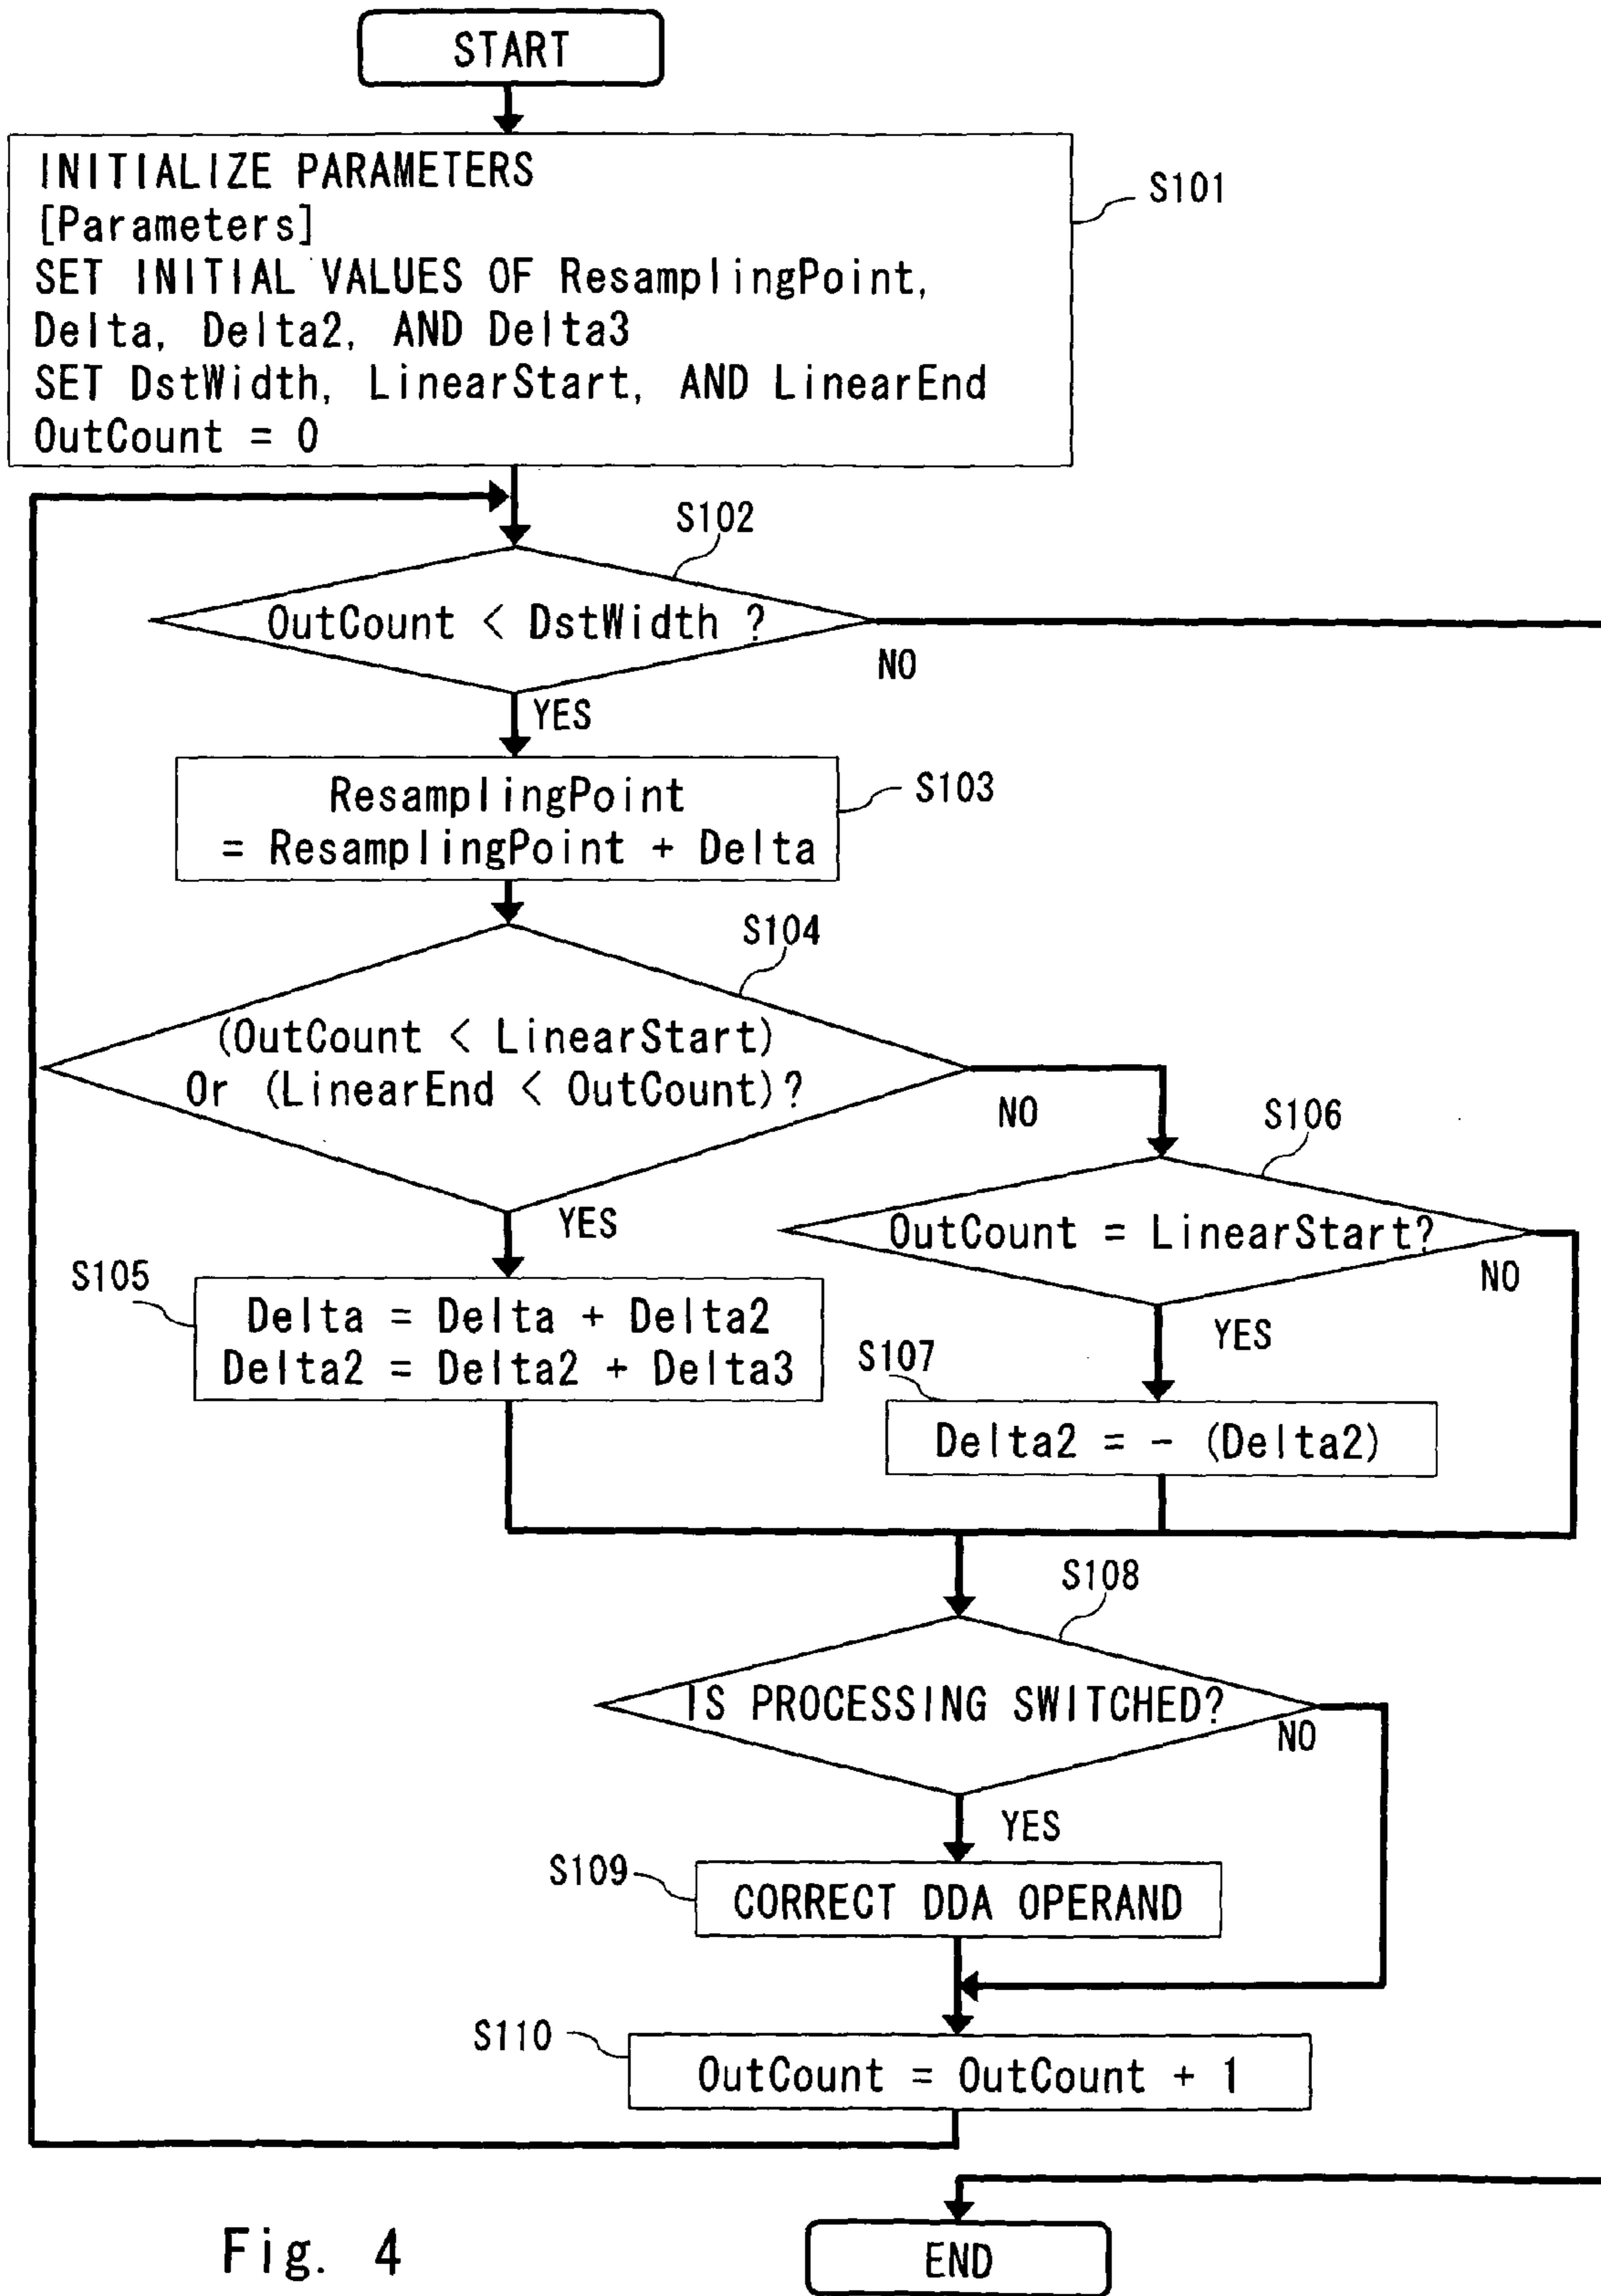 START
INITIALIZE PARAMETERS
[Parameters]
SET INITIAL VALUES OF ResamplingPoint,
Delta, Delta2, AND Delta3
SET DstWidth, LinearStart, AND LinearEnd
OutCount = 0
S101
S102
OutCount < DstWidth ?
NO
YES
ResamplingPoint
= ResamplingPoint + Delta
S103
S104
(OutCount < LinearStart)
Or (LinearEnd < OutCount)?
NO
YES
S106
OutCount = LinearStart?
NO
YES
S105
Delta = Delta + Delta2
Delta2 = Delta2 + Delta3
S107
Delta2 = - (Delta2)
S108
IS PROCESSING SWITCHED?
NO
YES
S109
CORRECT DDA OPERAND
S110
OutCount = OutCount + 1
END
Fig. 4